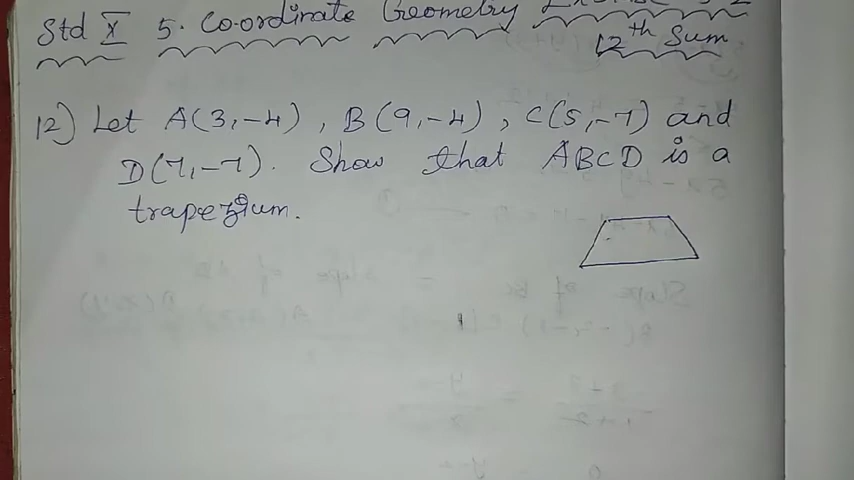 Std X 5. Co-ordinate Geometry
12th Sum
12) Let A(3,-4), B(9,-4), C(5,-7) and
D(7,-7). Show that ABCD is a
trapezium.